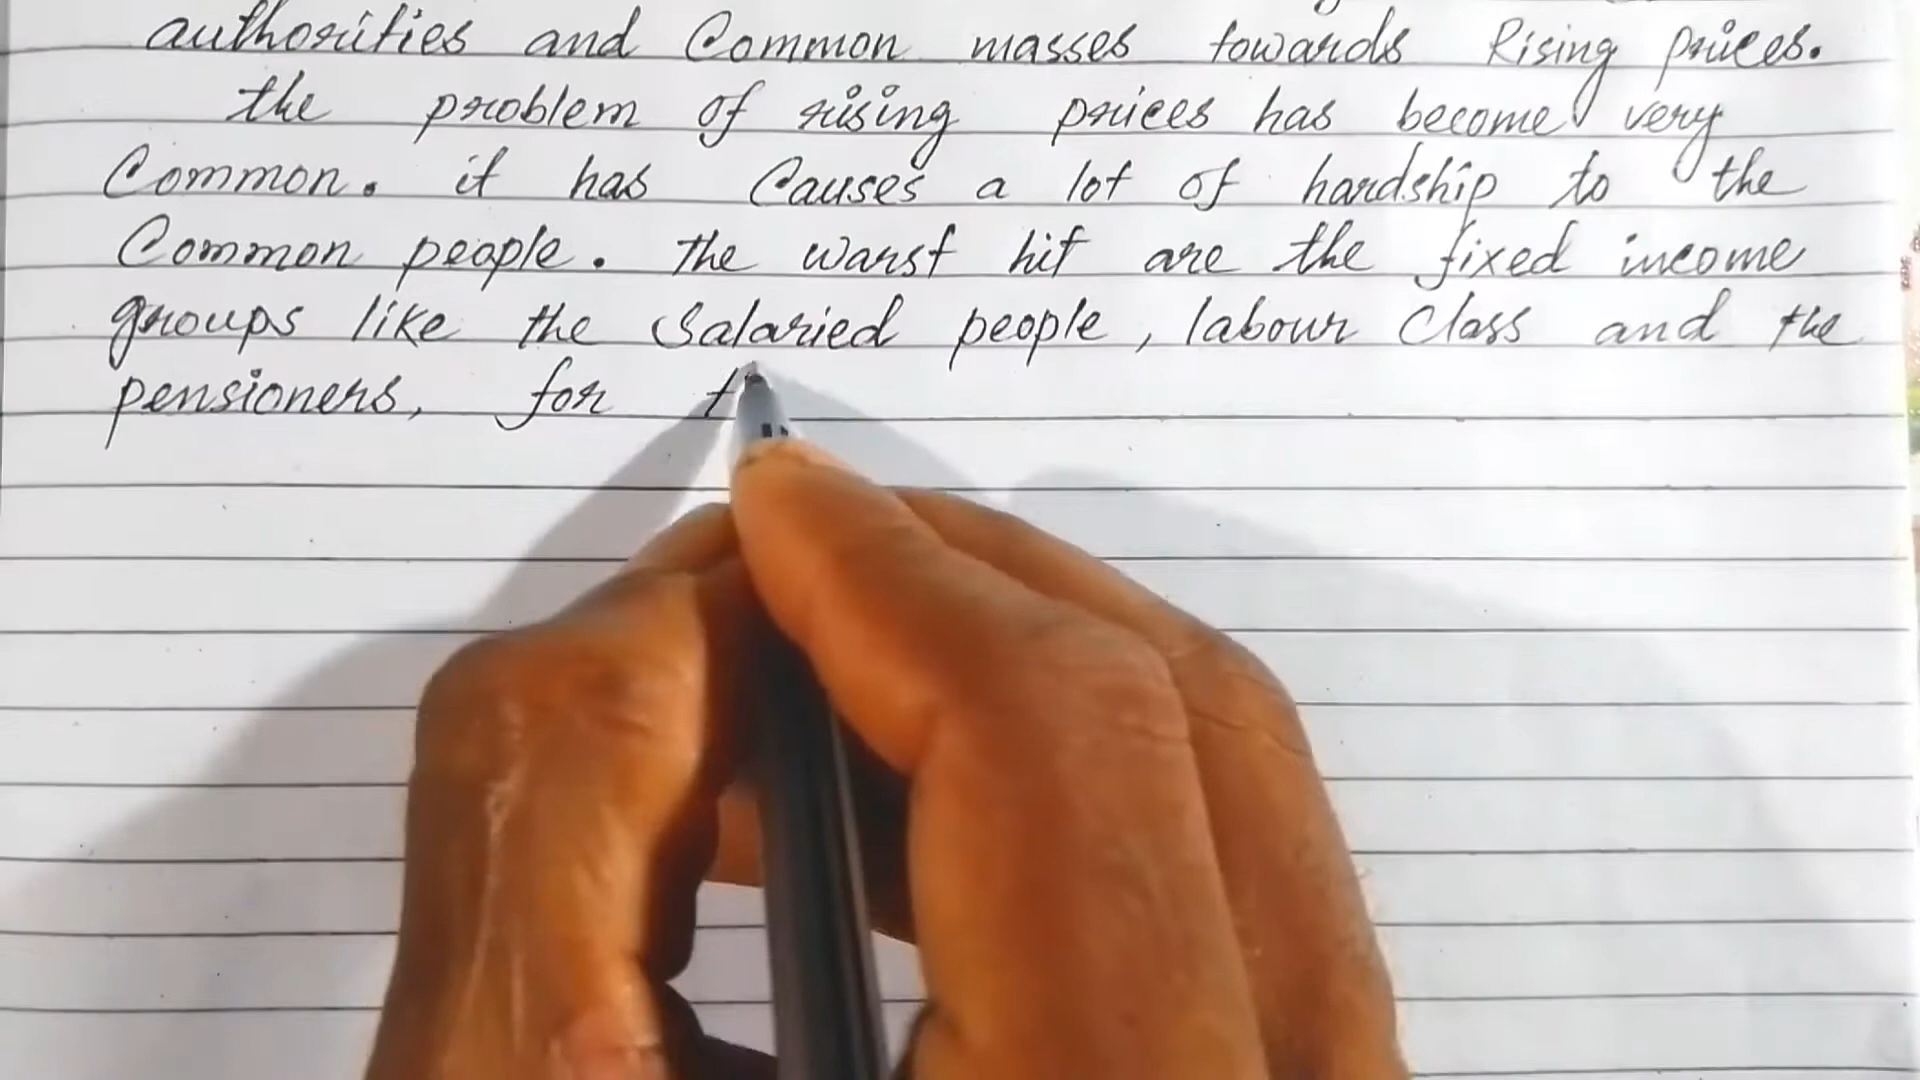 authorities and Common masses towards Rising prices.
the problem of rising prices has become very
Common. it has Causes a lot of hardship to the
Common people. The warst hit are the fixed income
groups like the Salaried people, labour Class and the
pensioners, for